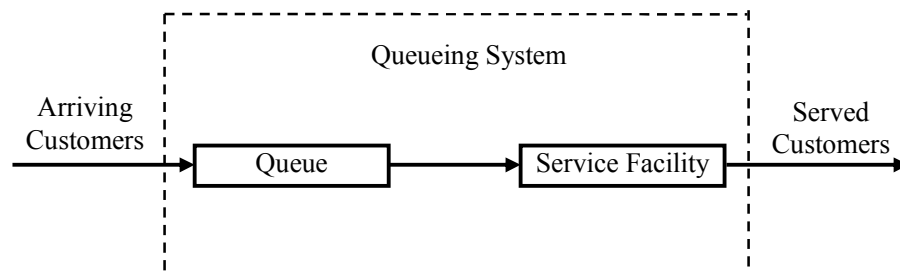 Queueing System
Arriving
Customers
Queue
Service Facility
Served
Customers